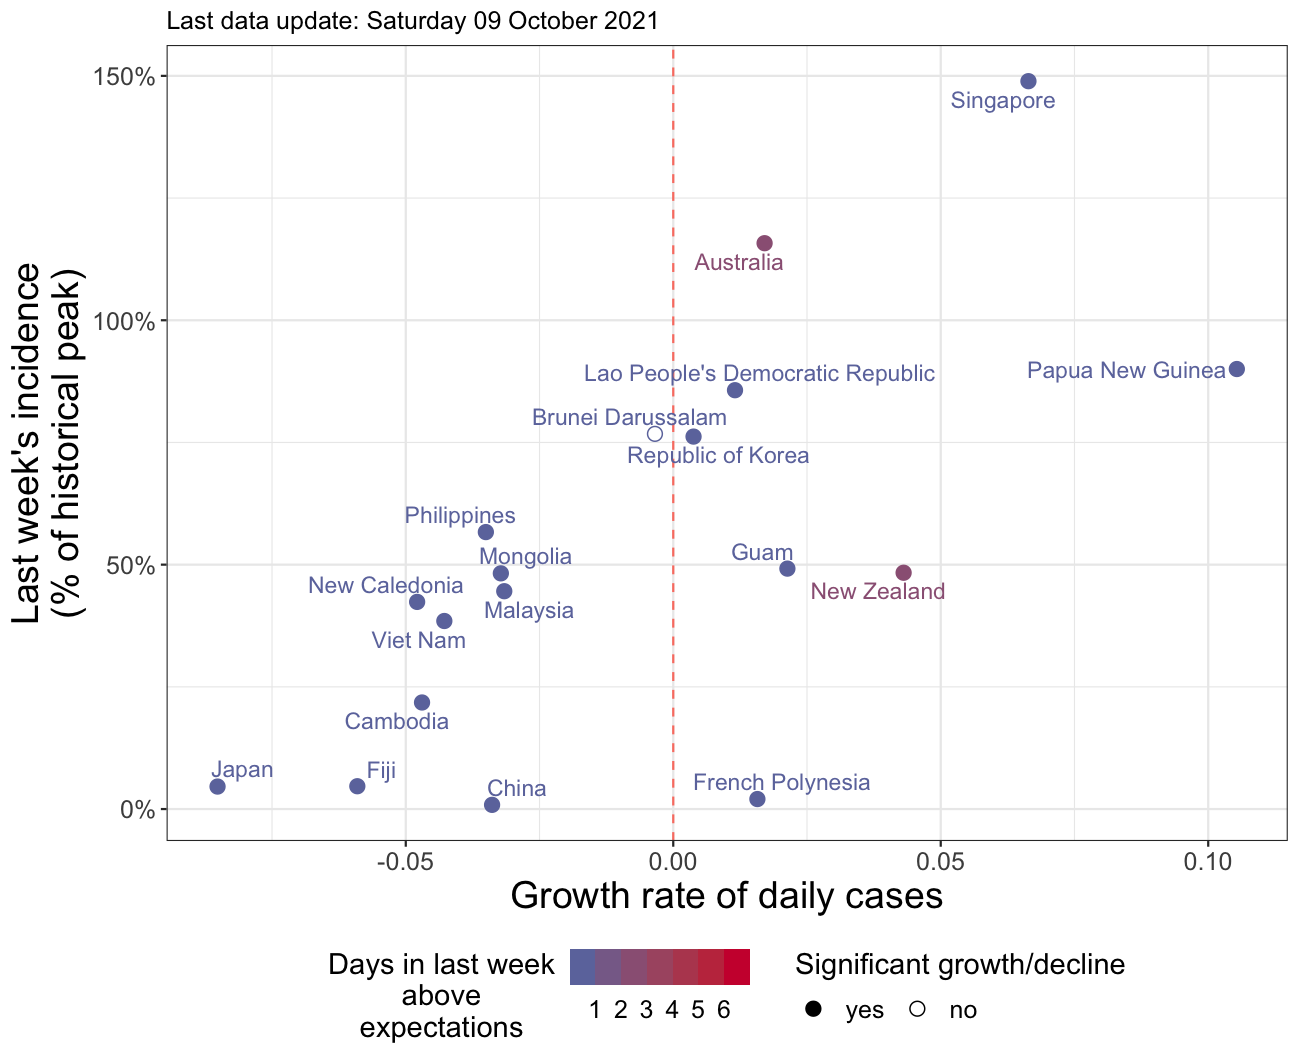 Last data update: Saturday 09 October 2021
Last week's incidence
(% of historical peak)
150%
100%
50%
0%
Singapore
Australia
Lao People's Democratic Republic
Papua New Guinea
Brunei Darussalam
Republic of Korea
Philippines
Mongolia
Guam
New Caledonia
New Zealand
Malaysia
Viet Nam
Cambodia
Japan
Fiji
China
French Polynesia
-0.05 0.00 0.05 0.10
Growth rate of daily cases
Days in last week
above
expectations
1 2 3 4 5 6
Significant growth/decline
yes no